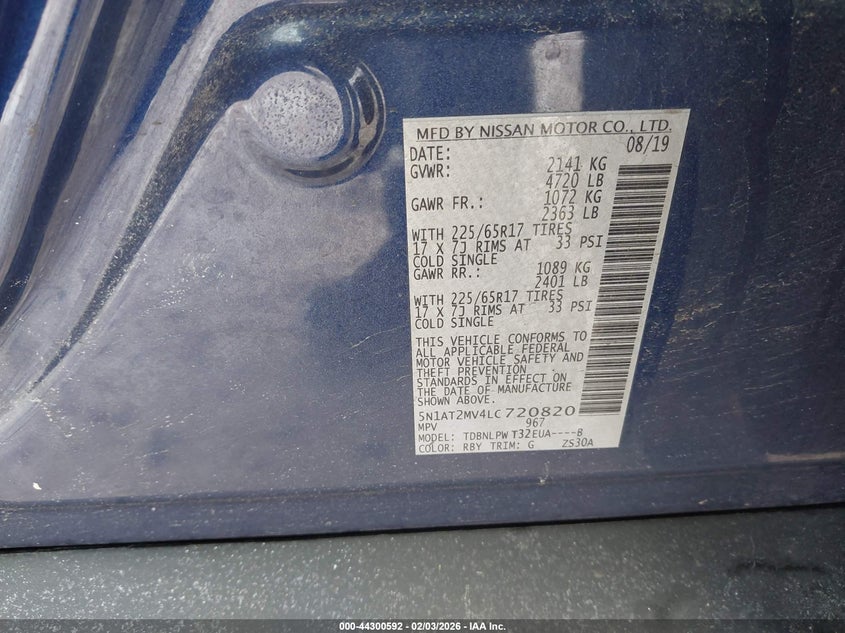 MFD BY NISSAN MOTOR CO., LTD.
DATE: 08/19
GVWR: 2141 KG
4720 LB
GAWR FR.: 1072 KG
2363 LB
WITH 225/65R17 TIRES
17 X 7J RIMS AT 33 PSI
COLD SINGLE
GAWR RR.: 1089 KG
2401 LB
WITH 225/65R17 TIRES
17 X 7J RIMS AT 33 PSI
COLD SINGLE
THIS VEHICLE CONFORMS TO
ALL APPLICABLE FEDERAL
MOTOR VEHICLE SAFETY AND
THEFT PREVENTION
STANDARDS IN EFFECT ON
THE DATE OF MANUFACTURE
SHOWN ABOVE.
5N1AT2MV4LC720820
MPV 967
MODEL: TDBNLPW T32EUA----B
COLOR: RBY TRIM: G ZS30A
000-44300592 — 02/03/2026 — IAA Inc.